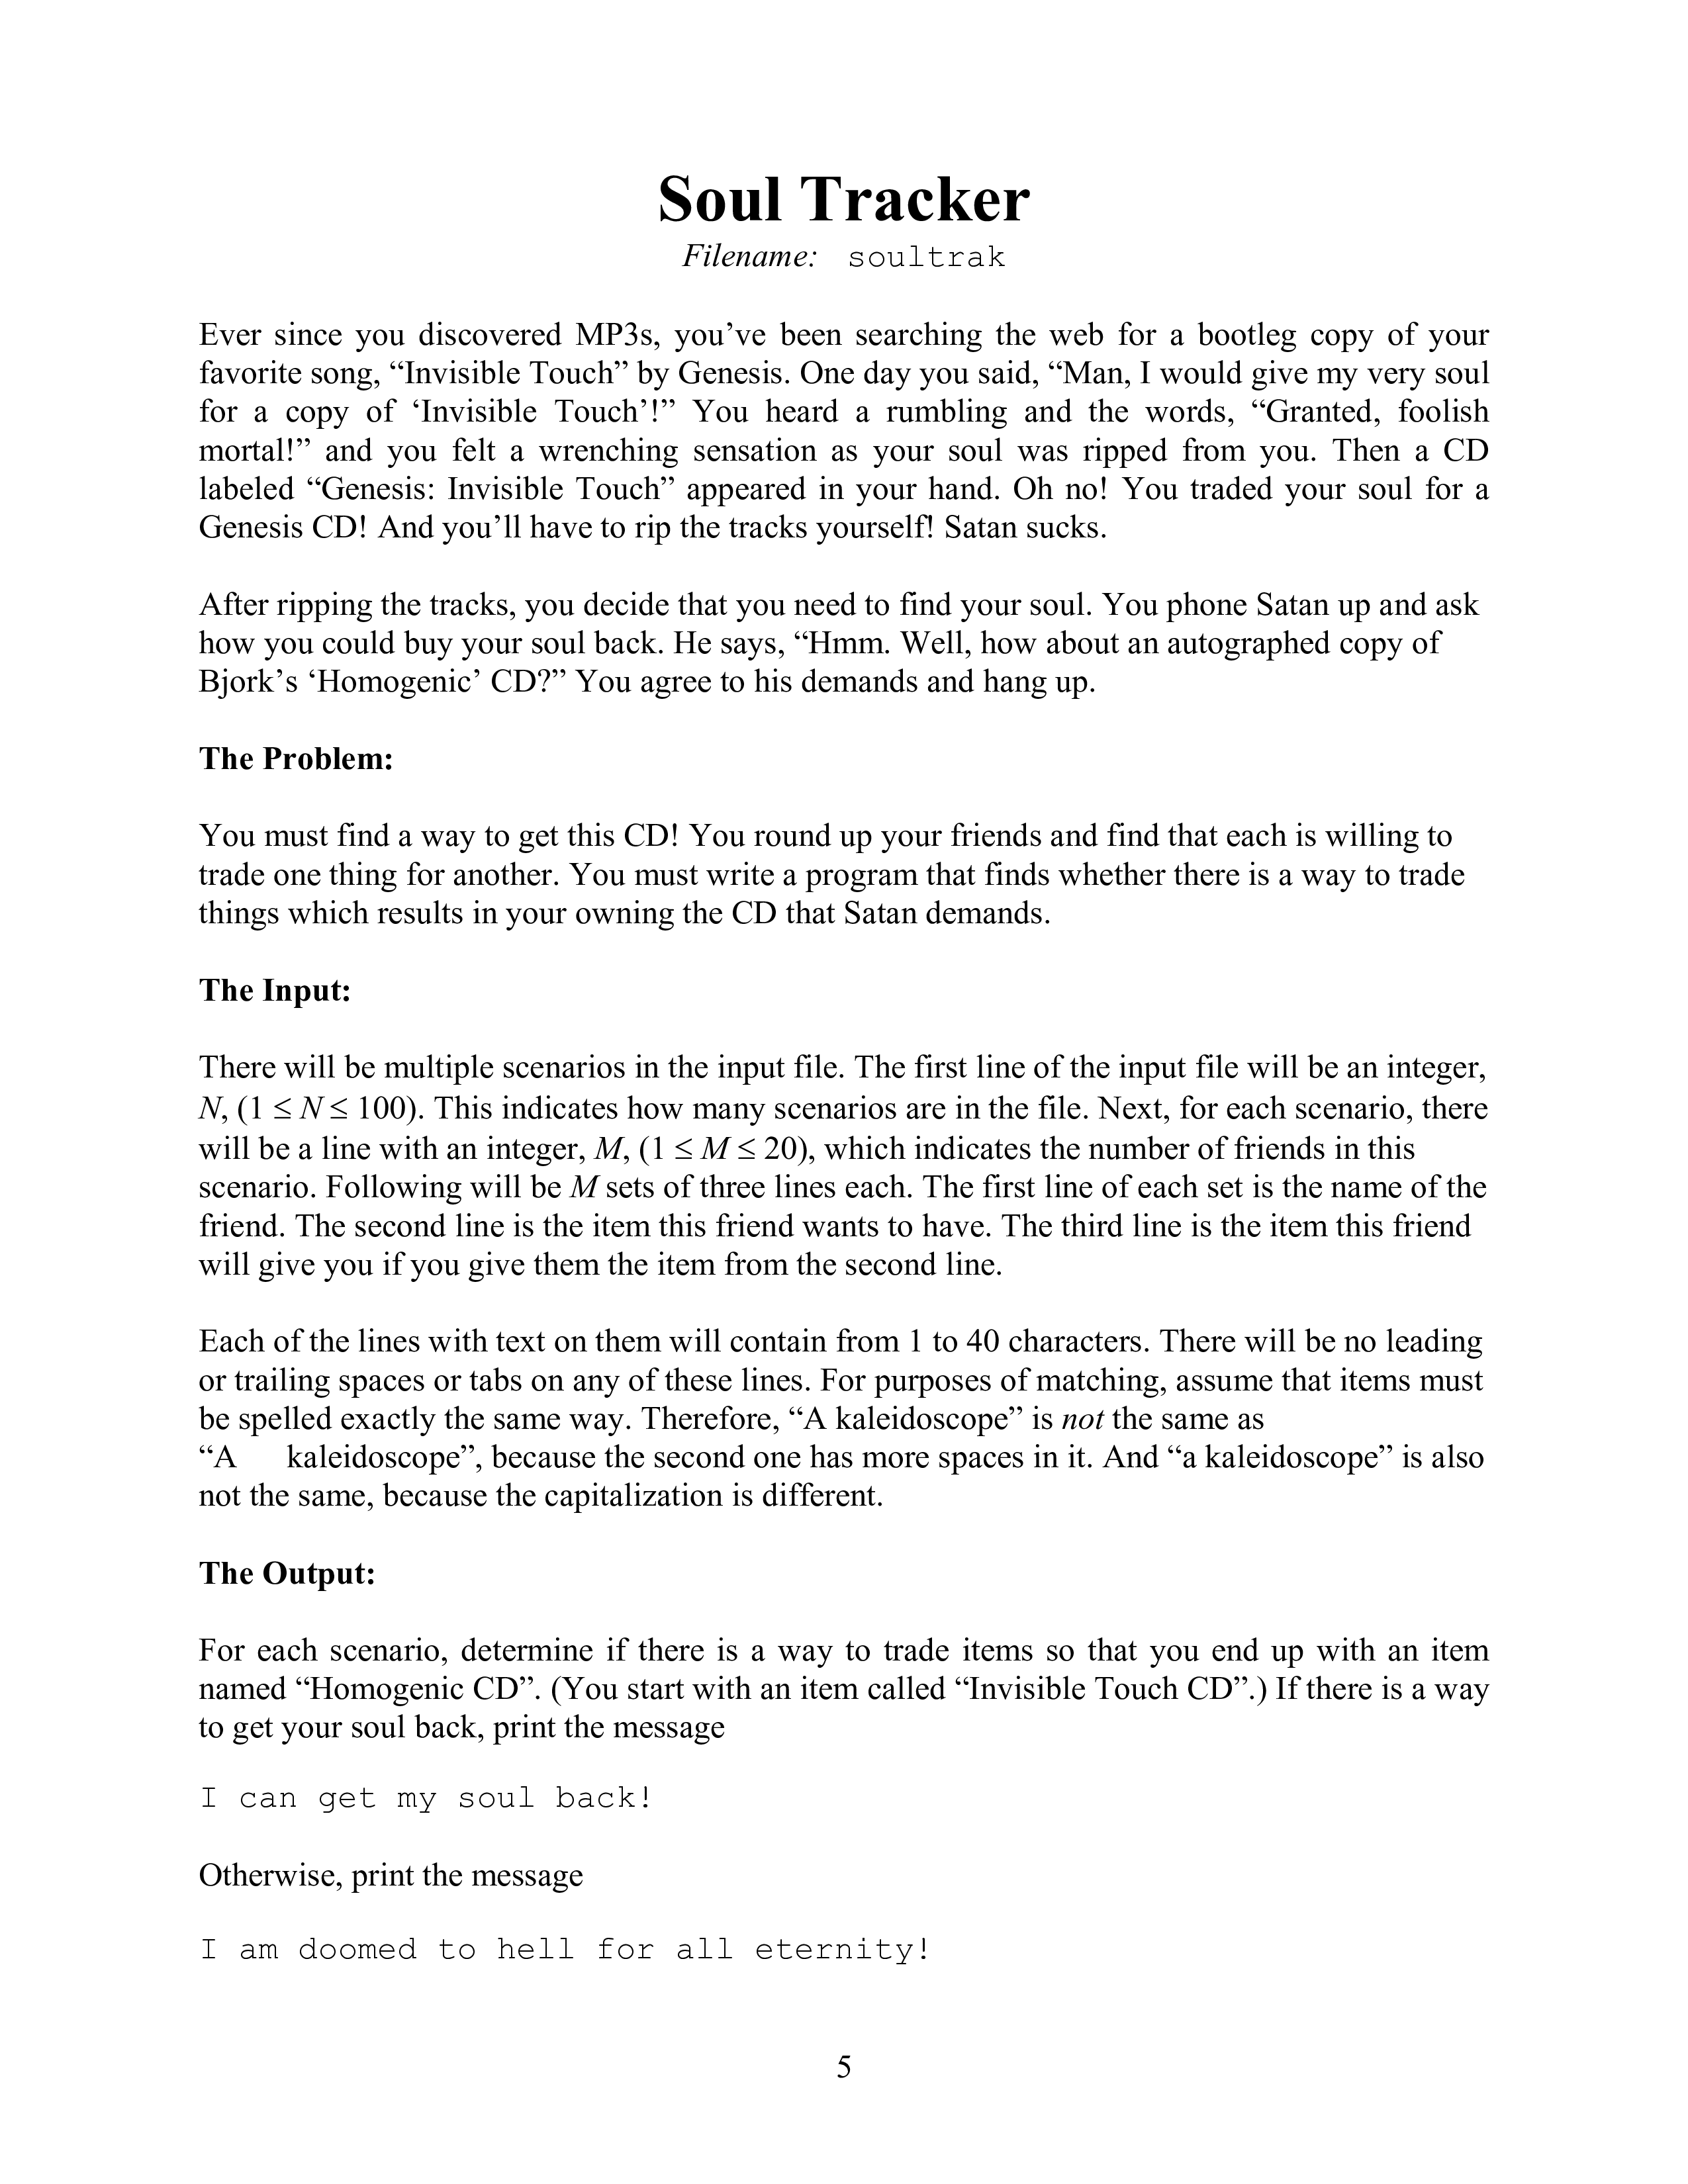 Soul Tracker
Filename: soultrak
Ever since you discovered MP3s, you’ve been searching the web for a bootleg copy of your
favorite song, “Invisible Touch” by Genesis. One day you said, “Man, I would give my very soul
for a copy of ‘Invisible Touch’!” You heard a rumbling and the words, “Granted, foolish
mortal!” and you felt a wrenching sensation as your soul was ripped from you. Then a CD
labeled “Genesis: Invisible Touch” appeared in your hand. Oh no! You traded your soul for a
Genesis CD! And you’ll have to rip the tracks yourself! Satan sucks.
After ripping the tracks, you decide that you need to find your soul. You phone Satan up and ask
how you could buy your soul back. He says, “Hmm. Well, how about an autographed copy of
Bjork’s ‘Homogenic’ CD?” You agree to his demands and hang up.
The Problem:
You must find a way to get this CD! You round up your friends and find that each is willing to
trade one thing for another. You must write a program that finds whether there is a way to trade
things which results in your owning the CD that Satan demands.
The Input:
There will be multiple scenarios in the input file. The first line of the input file will be an integer,
N, (1 ≤ N ≤ 100). This indicates how many scenarios are in the file. Next, for each scenario, there
will be a line with an integer, M, (1 ≤ M ≤ 20), which indicates the number of friends in this
scenario. Following will be M sets of three lines each. The first line of each set is the name of the
friend. The second line is the item this friend wants to have. The third line is the item this friend
will give you if you give them the item from the second line.
Each of the lines with text on them will contain from 1 to 40 characters. There will be no leading
or trailing spaces or tabs on any of these lines. For purposes of matching, assume that items must
be spelled exactly the same way. Therefore, “A kaleidoscope” is not the same as
“A     kaleidoscope”, because the second one has more spaces in it. And “a kaleidoscope” is also
not the same, because the capitalization is different.
The Output:
For each scenario, determine if there is a way to trade items so that you end up with an item
named “Homogenic CD”. (You start with an item called “Invisible Touch CD”.) If there is a way
to get your soul back, print the message
I can get my soul back!
Otherwise, print the message
I am doomed to hell for all eternity!
5